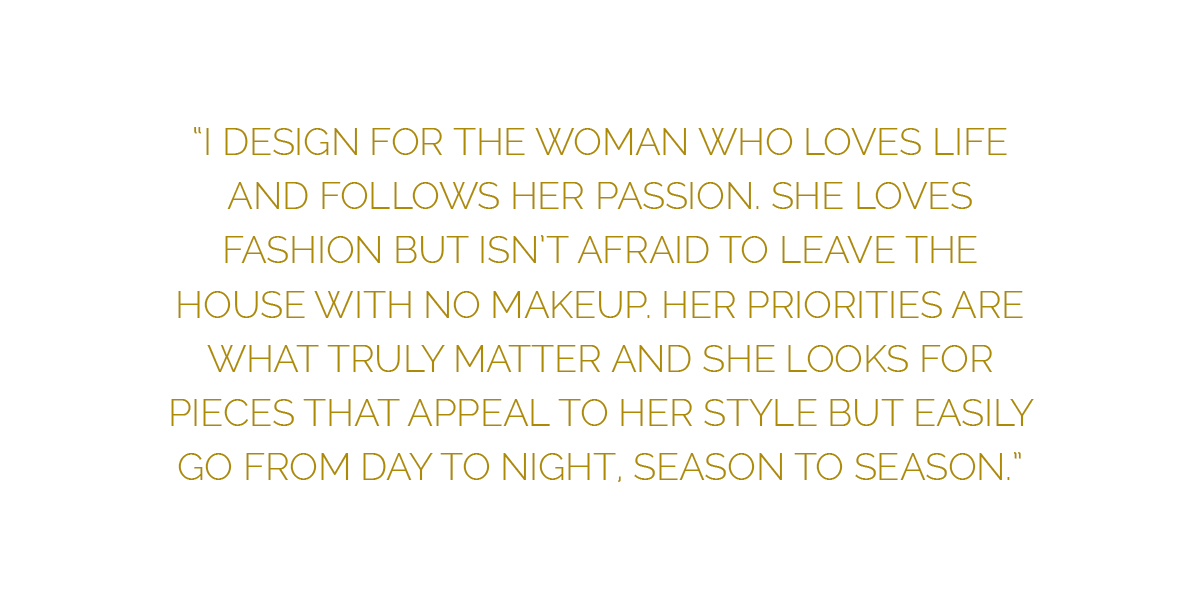 “I DESIGN FOR THE WOMAN WHO LOVES LIFE
AND FOLLOWS HER PASSION. SHE LOVES
FASHION BUT ISN’T AFRAID TO LEAVE THE
HOUSE WITH NO MAKEUP. HER PRIORITIES ARE
WHAT TRULY MATTER AND SHE LOOKS FOR
PIECES THAT APPEAL TO HER STYLE BUT EASILY
GO FROM DAY TO NIGHT, SEASON TO SEASON.”